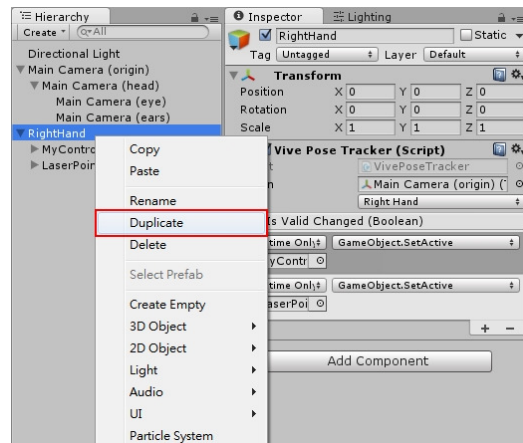 Hierarchy
Create
All
Directional Light
Main Camera (origin)
Main Camera (head)
Main Camera (eye)
Main Camera (ears)
RightHand
MyContro
LaserPoin
Copy
Paste
Rename
Duplicate
Delete
Select Prefab
Create Empty
3D Object
2D Object
Light
Audio
UI
Particle System
Inspector Lighting
RightHand Static
Tag Untagged Layer Default
Transform
Position X 0 Y 0 Z 0
Rotation X 0 Y 0 Z 0
Scale X 1 Y 1 Z 1
Vive Pose Tracker (Script)
t VivePoseTracker
n Main Camera (origin) (
Right Hand
Is Valid Changed (Boolean)
time Onl GameObject.SetActive
yContr
time Onl GameObject.SetActive
aserPoi
+ -
Add Component